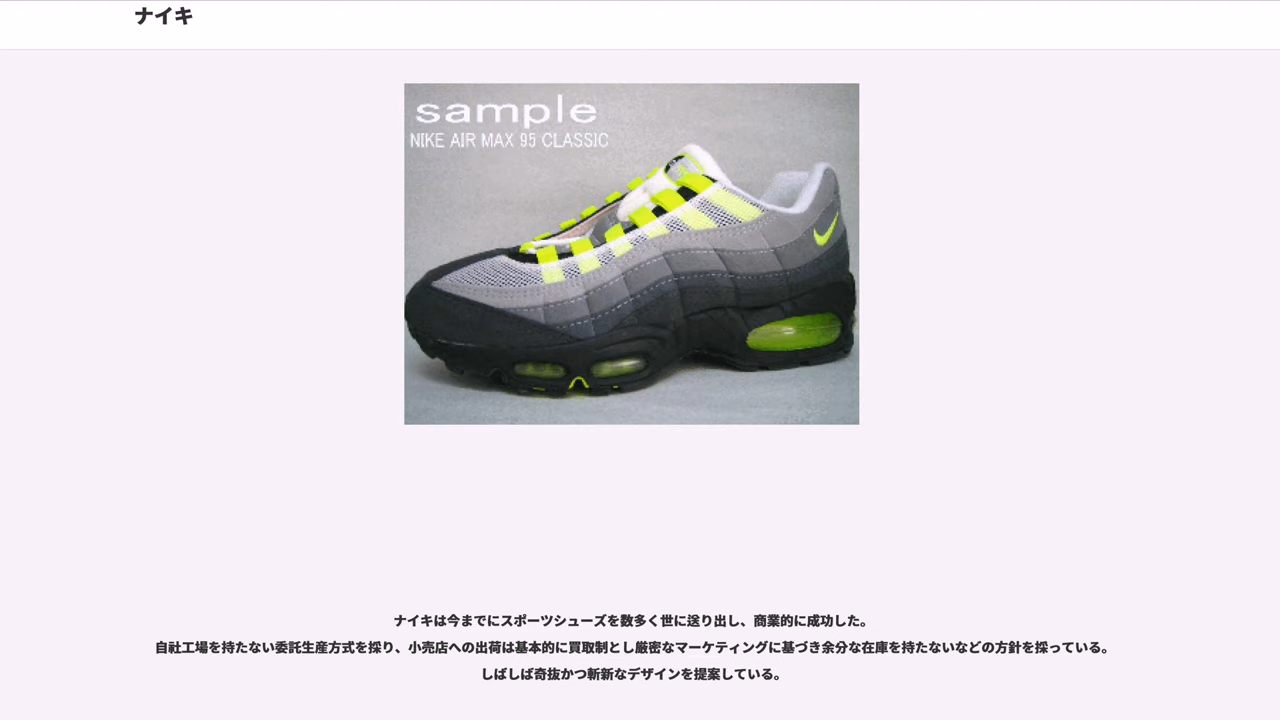 ナイキ
sample
NIKE AIR MAX 95 CLASSIC
ナイキは今までにスポーツシューズを数多く世に送り出し、商業的に成功した。
自社工場を持たない委託生産方式を採り、小売店への出荷は基本的に買取制とし厳密なマーケティングに基づき余分な在庫を持たないなどの方針を採っている。
しばしば奇抜かつ斬新なデザインを提案している。